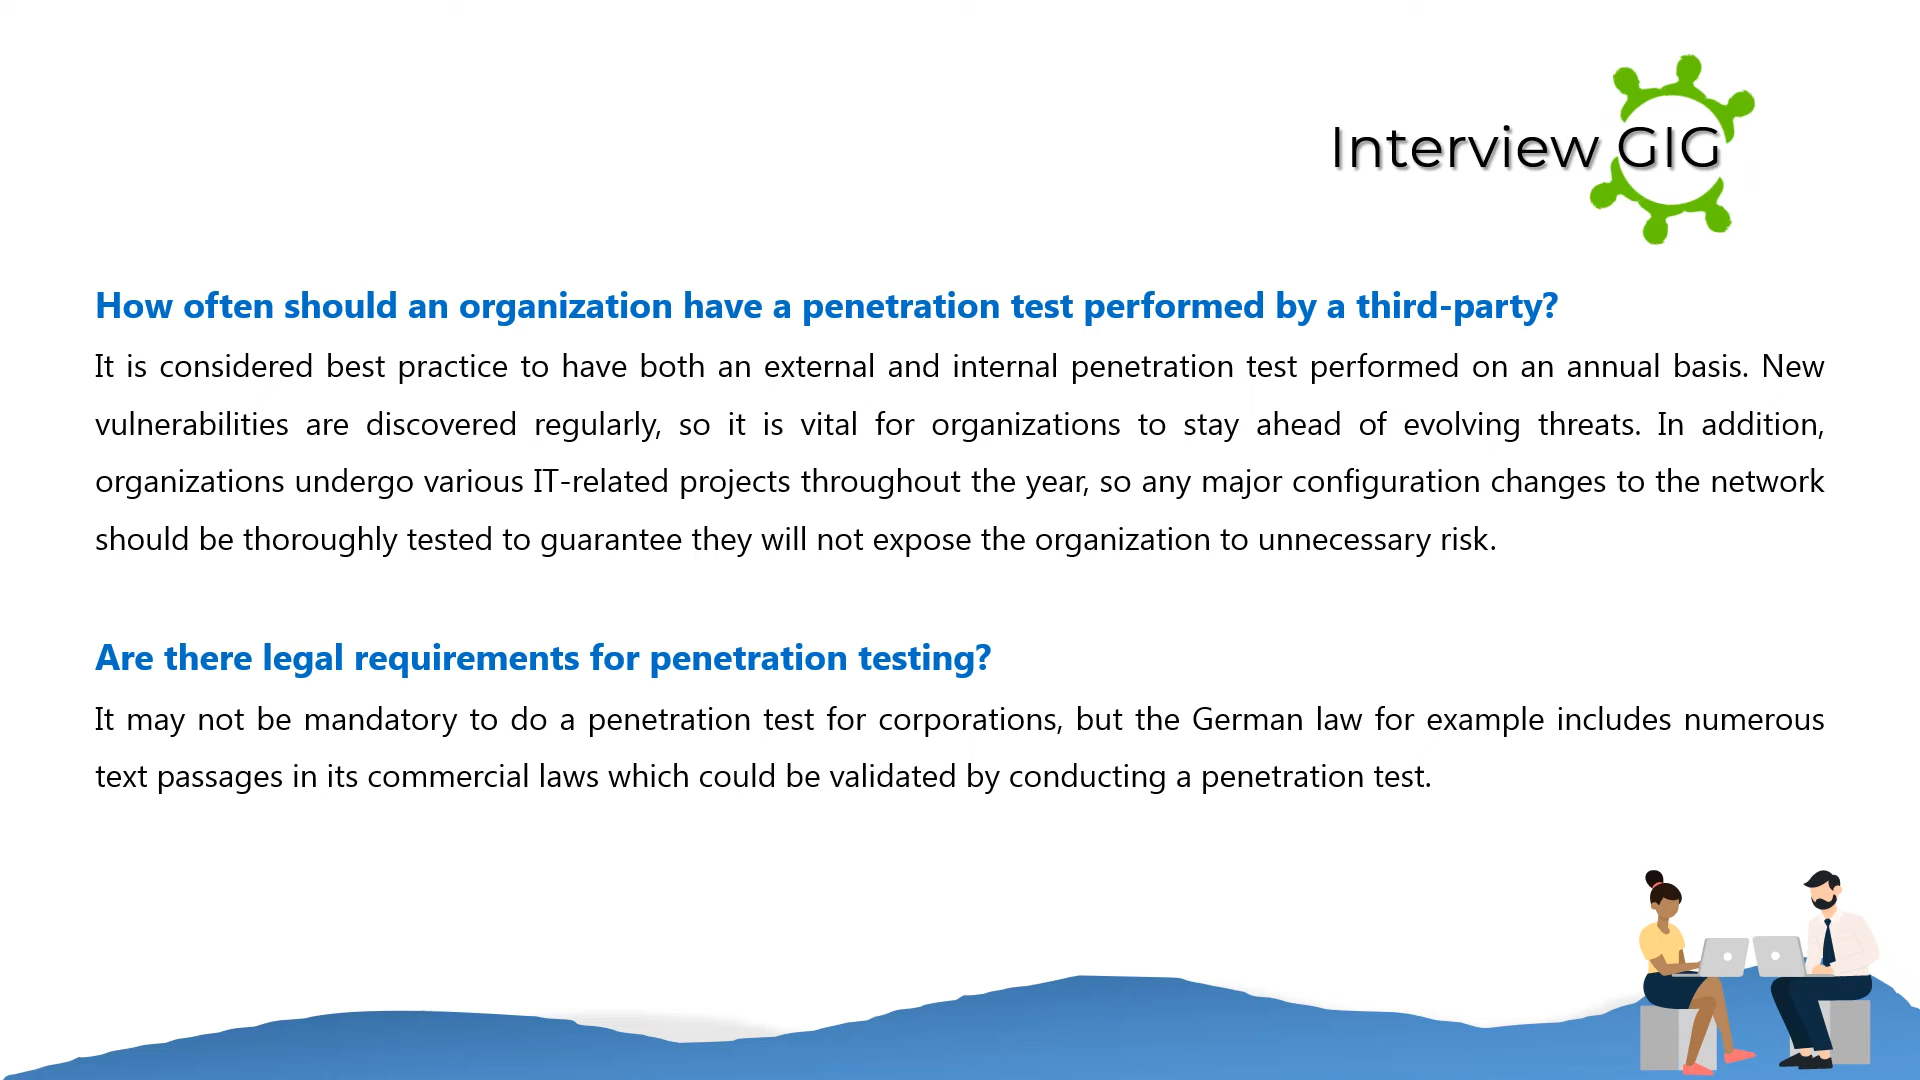 Interview GIG
How often should an organization have a penetration test performed by a third-party?
It is considered best practice to have both an external and internal penetration test performed on an annual basis. New
vulnerabilities are discovered regularly, so it is vital for organizations to stay ahead of evolving threats. In addition,
organizations undergo various IT-related projects throughout the year, so any major configuration changes to the network
should be thoroughly tested to guarantee they will not expose the organization to unnecessary risk.
Are there legal requirements for penetration testing?
It may not be mandatory to do a penetration test for corporations, but the German law for example includes numerous
text passages in its commercial laws which could be validated by conducting a penetration test.